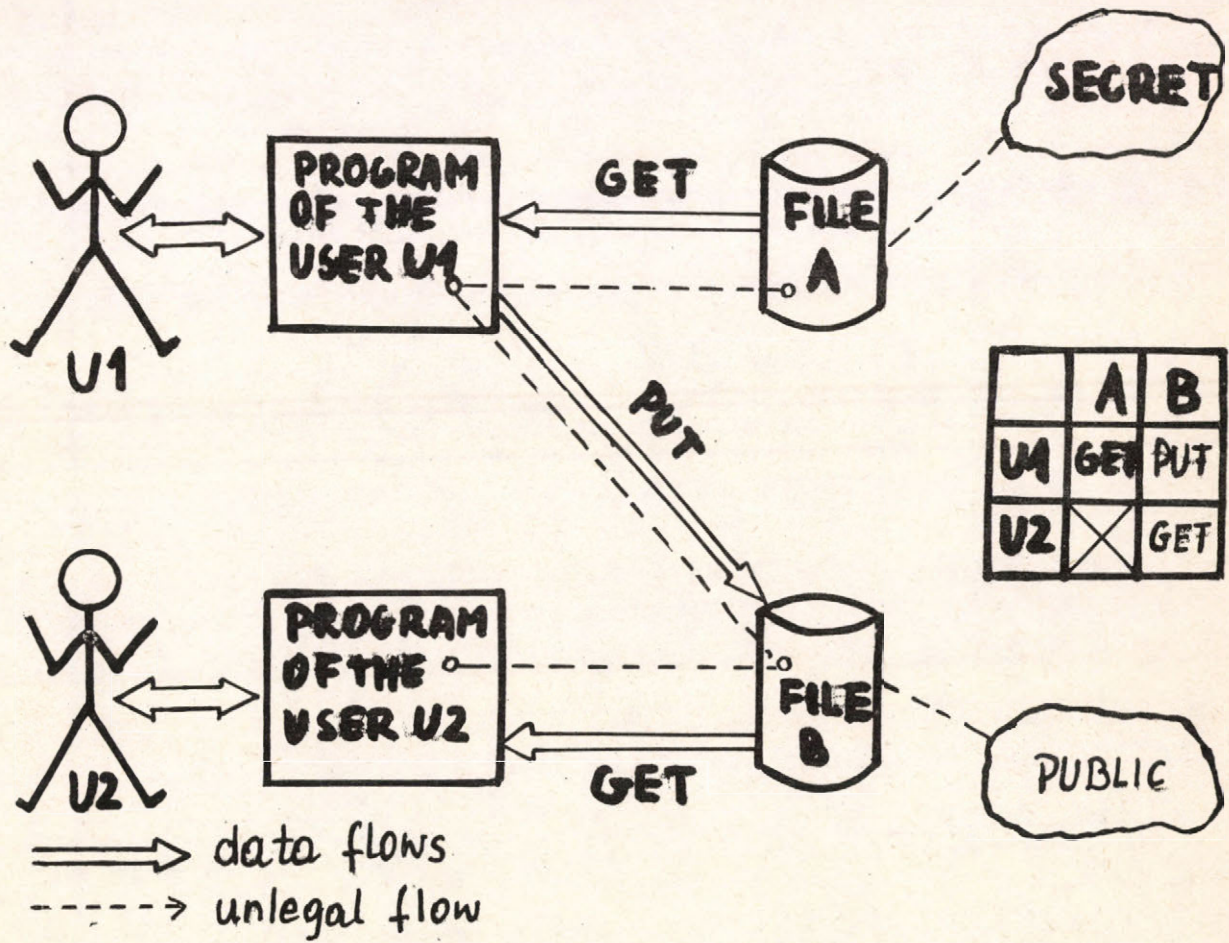 SECRET
PROGRAM
OF THE
USER U1
GET
FILE
A
U1
PUT
A B
U1 GET PUT
U2 GET
PROGRAM
OF THE
USER U2
GET
FILE
B
U2
PUBLIC
data flows
unlegal flow